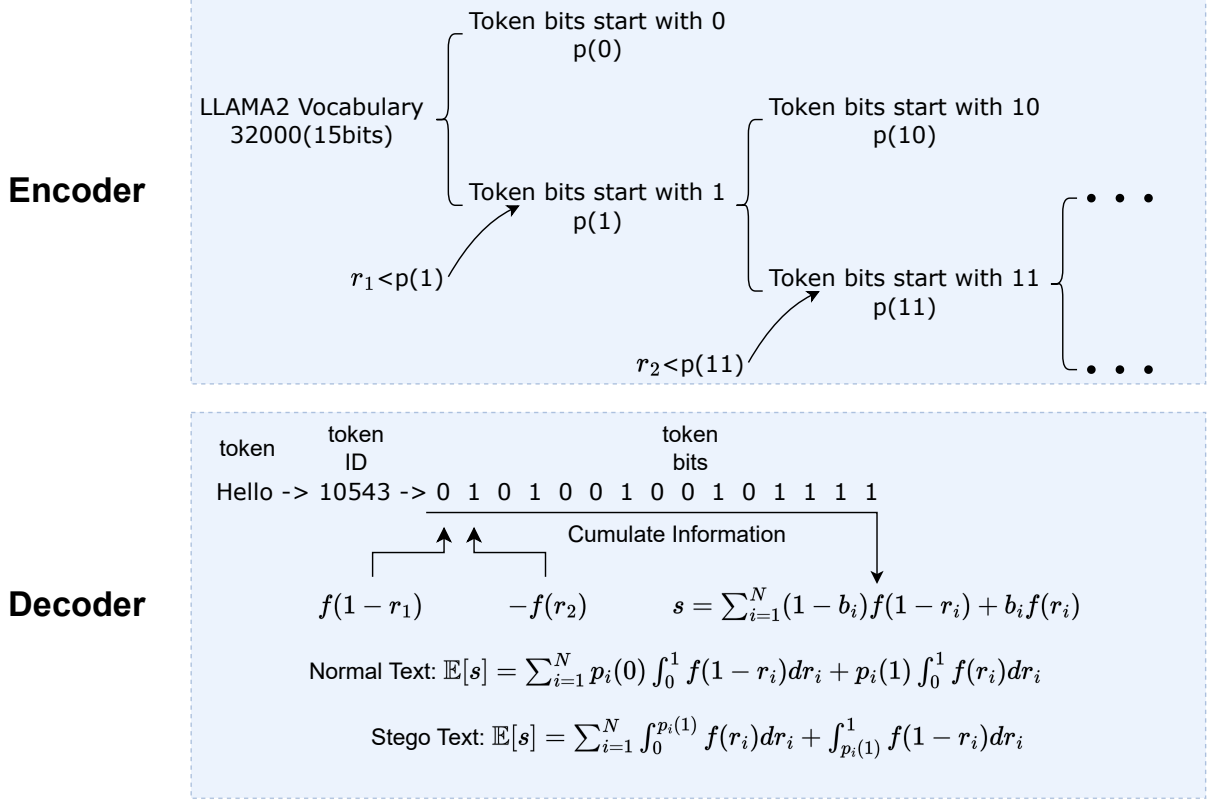 Encoder
Token bits start with 0
p(0)
LLAMA2 Vocabulary
32000(15bits)
Token bits start with 10
p(10)
Token bits start with 1
p(1)
• • •
r₁<p(1)
Token bits start with 11
p(11)
r₂<p(11)
• • •
Decoder
token
token
ID
token
bits
Hello -> 10543 -> 0 1 0 1 0 0 1 0 0 1 0 1 1 1 1
Cumulate Information
f(1 − r₁)
−f(r₂)
s = ∑_{i=1}^{N}(1 − b_i)f(1 − r_i) + b_i f(r_i)
Normal Text: 𝔼[s] = ∑_{i=1}^{N} p_i(0) ∫_0^1 f(1 − r_i)dr_i + p_i(1) ∫_0^1 f(r_i)dr_i
Stego Text: 𝔼[s] = ∑_{i=1}^{N} ∫_0^{p_i(1)} f(r_i)dr_i + ∫_{p_i(1)}^1 f(1 − r_i)dr_i